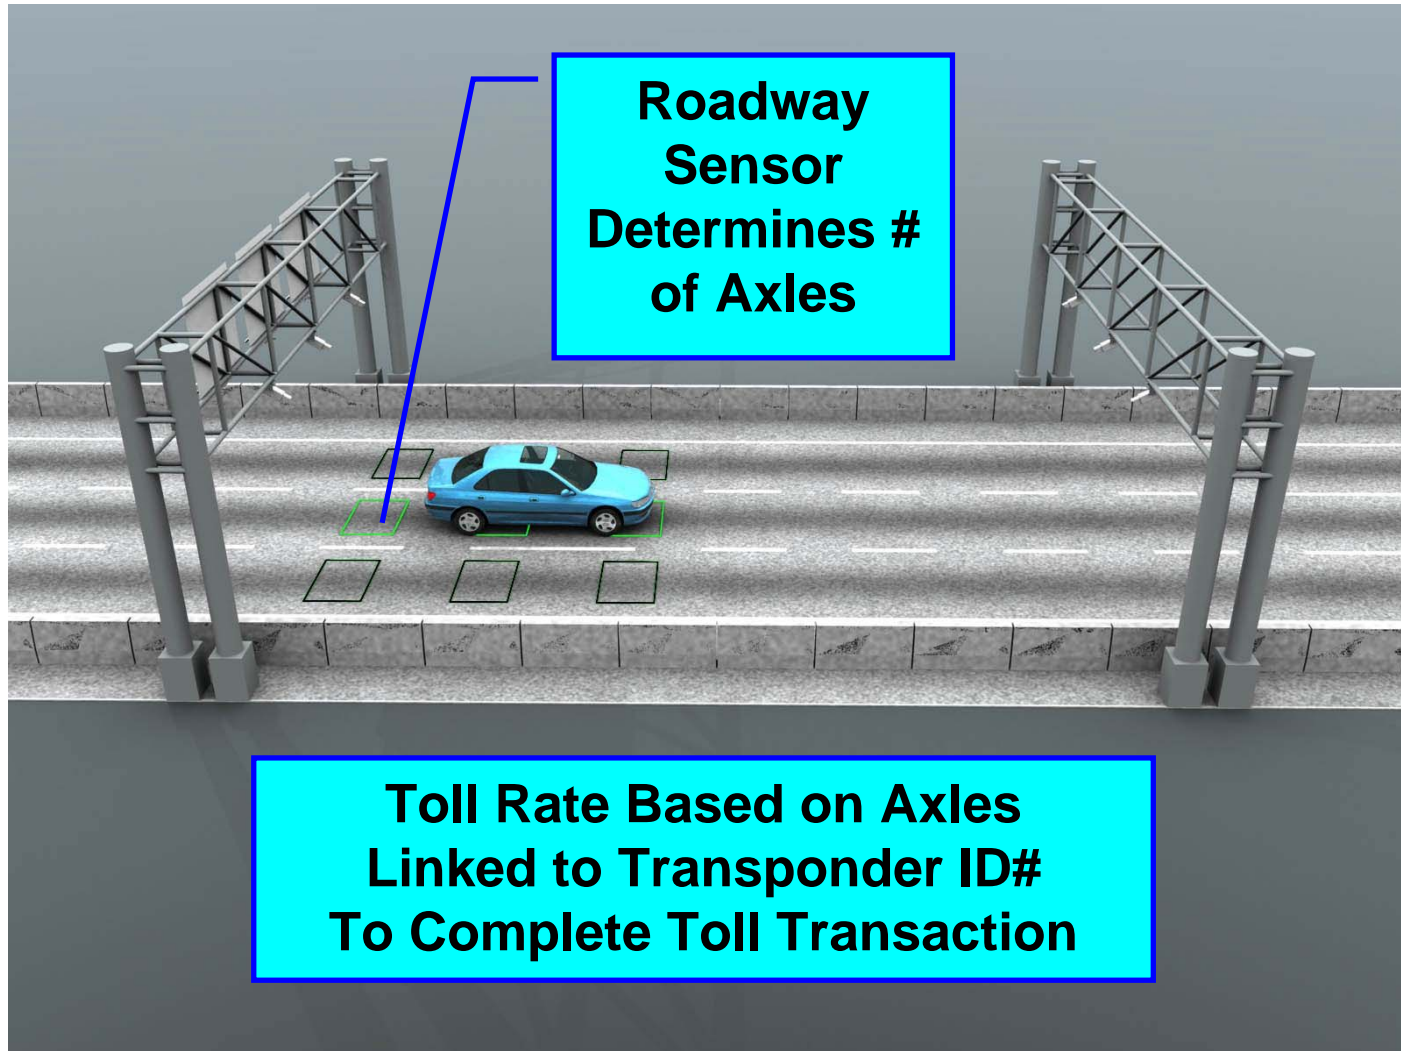 Roadway
Sensor
Determines #
of Axles
Toll Rate Based on Axles
Linked to Transponder ID#
To Complete Toll Transaction